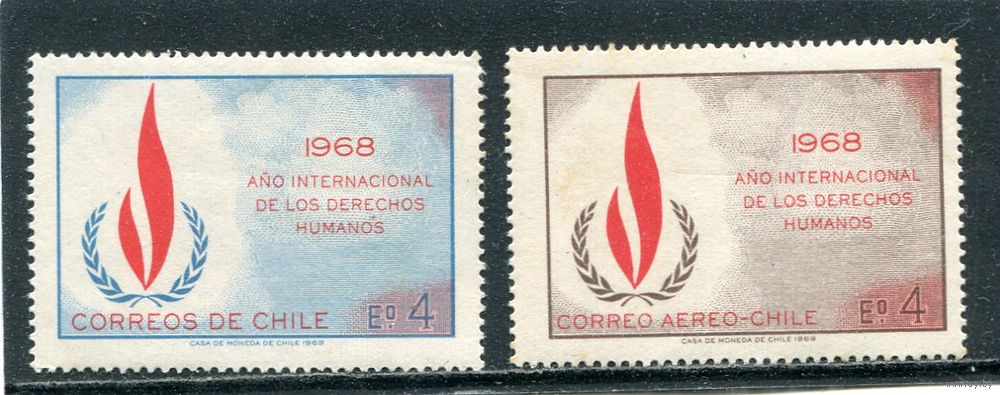 1968
AÑO INTERNACIONAL
DE LOS DERECHOS
HUMANOS
CORREOS DE CHILE Eº 4
CASA DE MONEDA DE CHILE 1969
1968
AÑO INTERNACIONAL
DE LOS DERECHOS
HUMANOS
CORREO AEREO-CHILE Eº 4
CASA DE MONEDA DE CHILE 1969